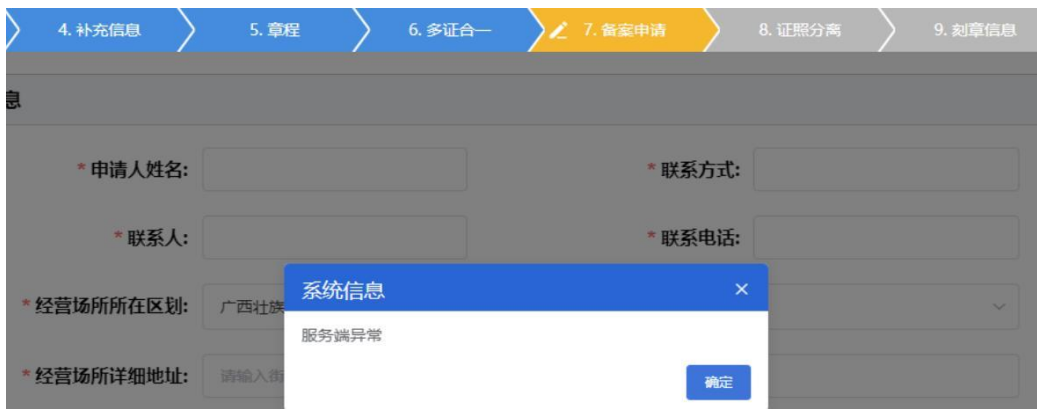 4. 补充信息 5. 章程 6. 多证合一 7. 备案申请 8. 证照分离 9. 刻章信息
息
* 申请人姓名: * 联系方式:
* 联系人: * 联系电话:
系统信息 ×
* 经营场所所在区划: 广西壮族
服务端异常
* 经营场所详细地址: 请输入街
确定